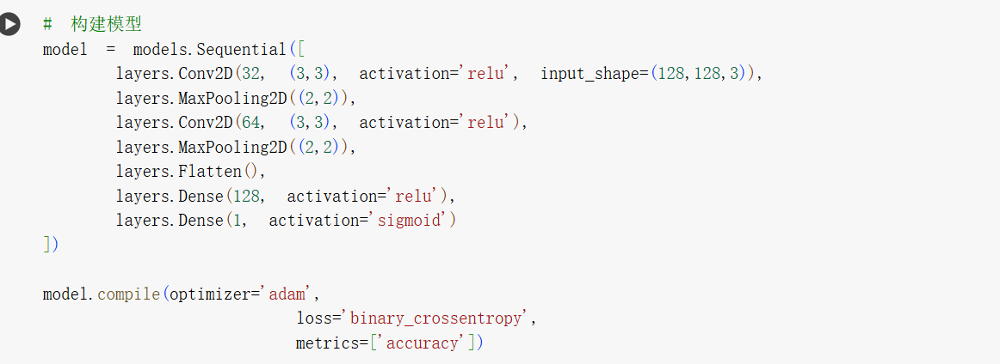 # 构建模型
model = models.Sequential([
layers.Conv2D(32, (3,3), activation='relu', input_shape=(128,128,3)),
layers.MaxPooling2D((2,2)),
layers.Conv2D(64, (3,3), activation='relu'),
layers.MaxPooling2D((2,2)),
layers.Flatten(),
layers.Dense(128, activation='relu'),
layers.Dense(1, activation='sigmoid')
])
model.compile(optimizer='adam',
loss='binary_crossentropy',
metrics=['accuracy'])